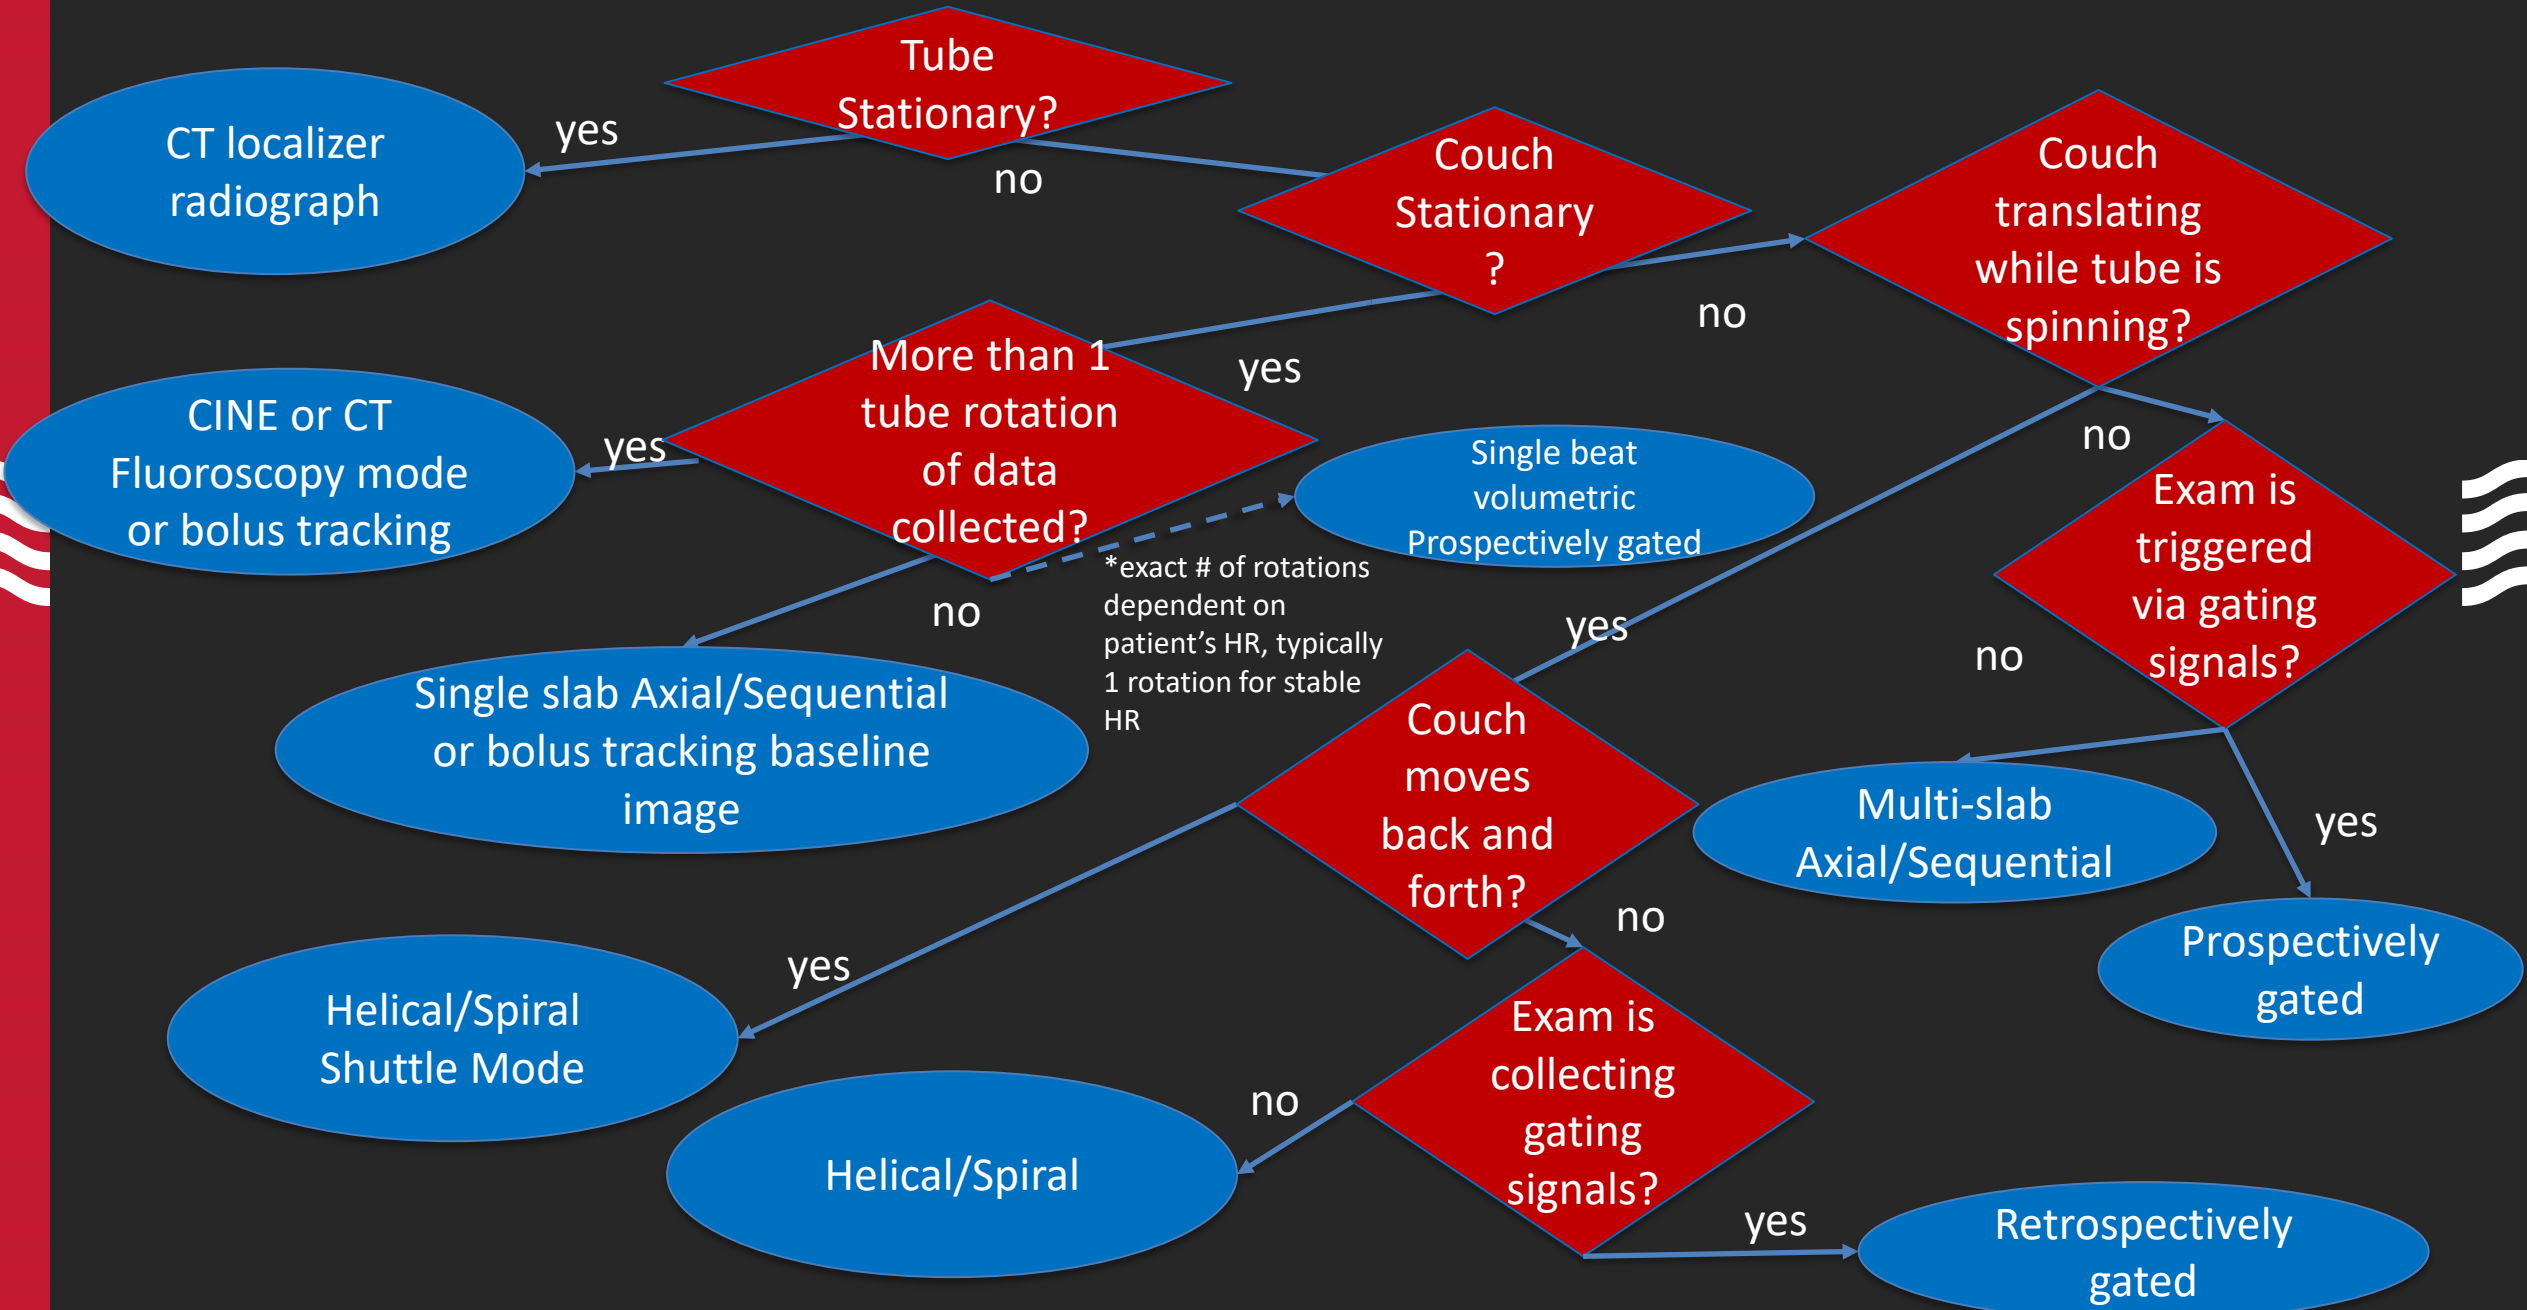 Tube
Stationary?
yes
no
CT localizer
radiograph
Couch
Stationary
?
no
yes
Couch
translating
while tube is
spinning?
no
yes
More than 1
tube rotation
of data
collected?
yes
no
CINE or CT
Fluoroscopy mode
or bolus tracking
Single beat
volumetric
Prospectively gated
*exact # of rotations
dependent on
patient's HR, typically
1 rotation for stable
HR
Single slab Axial/Sequential
or bolus tracking baseline
image
Exam is
triggered
via gating
signals?
no
yes
Multi-slab
Axial/Sequential
Prospectively
gated
Couch
moves
back and
forth?
yes
no
Helical/Spiral
Shuttle Mode
Exam is
collecting
gating
signals?
no
yes
Helical/Spiral
Retrospectively
gated